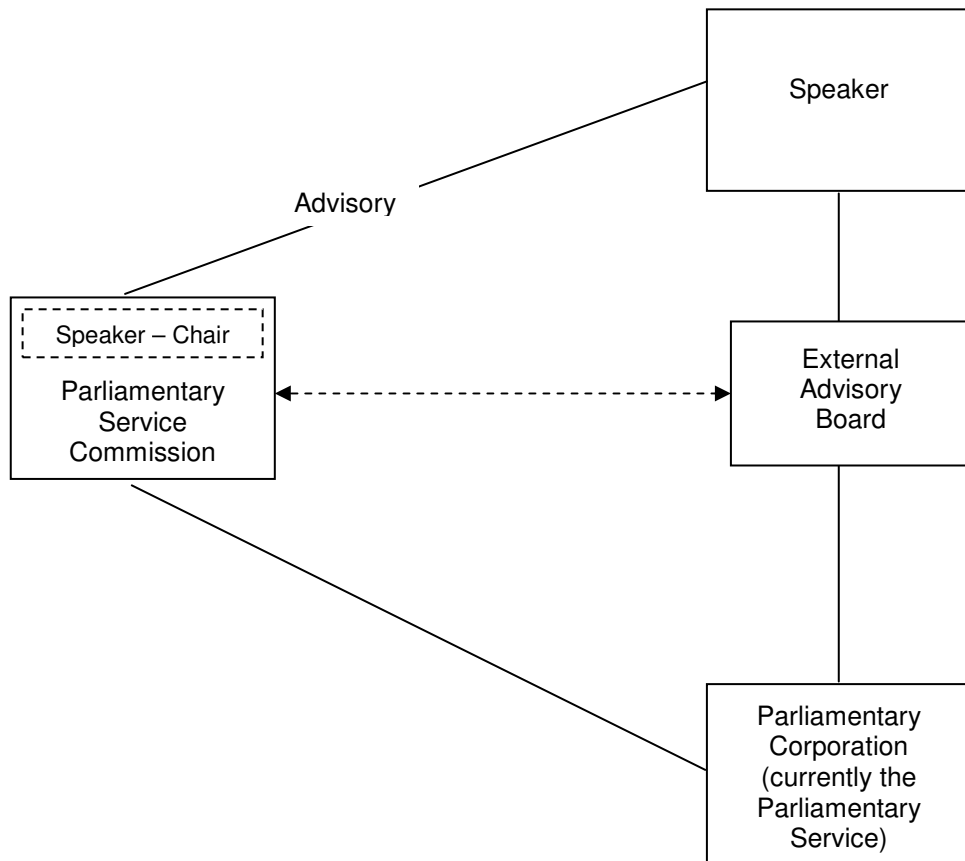 Speaker
Advisory
Speaker – Chair
Parliamentary
Service
Commission
External
Advisory
Board
Parliamentary
Corporation
(currently the
Parliamentary
Service)